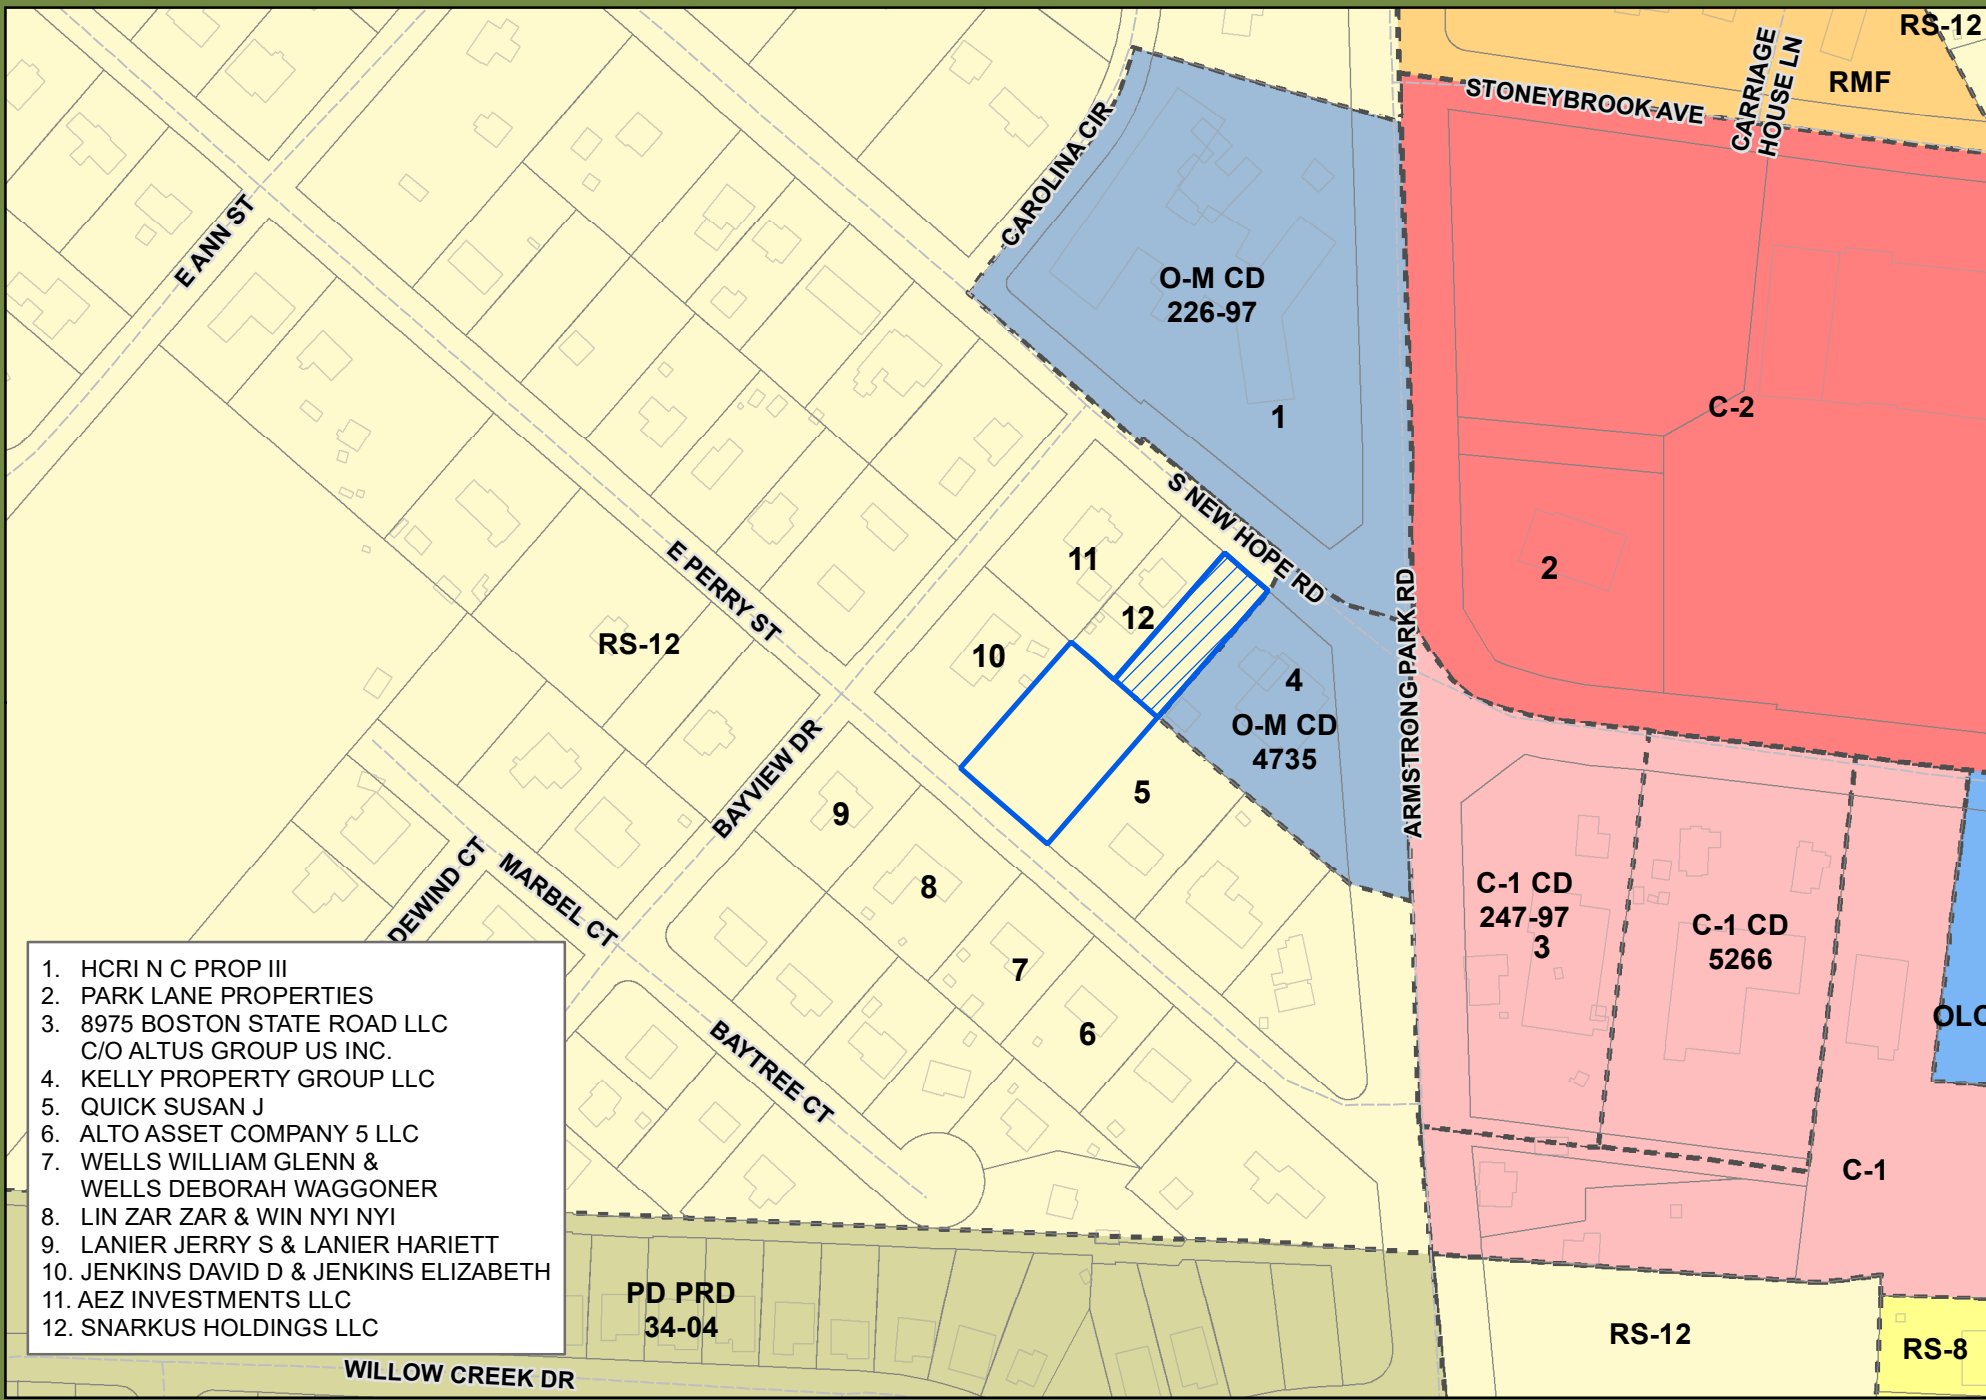 RS-12
CARRIAGE
HOUSE LN
RMF
STONEYBROOK AVE
CAROLINA CIR
E ANN ST
O-M CD
226-97
1
C-2
S NEW HOPE RD
2
11
E PERRY ST
12
RS-12
10
4
O-M CD
4735
ARMSTRONG PARK RD
BAYVIEW DR
5
9
8
DEWIND CT
MARBEL CT
C-1 CD
247-97
3
C-1 CD
5266
7
6
OLC
BAYTREE CT
C-1
PD PRD
34-04
RS-12
RS-8
WILLOW CREEK DR
1. HCRI N C PROP III
2. PARK LANE PROPERTIES
3. 8975 BOSTON STATE ROAD LLC
C/O ALTUS GROUP US INC.
4. KELLY PROPERTY GROUP LLC
5. QUICK SUSAN J
6. ALTO ASSET COMPANY 5 LLC
7. WELLS WILLIAM GLENN &
WELLS DEBORAH WAGGONER
8. LIN ZAR ZAR & WIN NYI NYI
9. LANIER JERRY S & LANIER HARIETT
10. JENKINS DAVID D & JENKINS ELIZABETH
11. AEZ INVESTMENTS LLC
12. SNARKUS HOLDINGS LLC